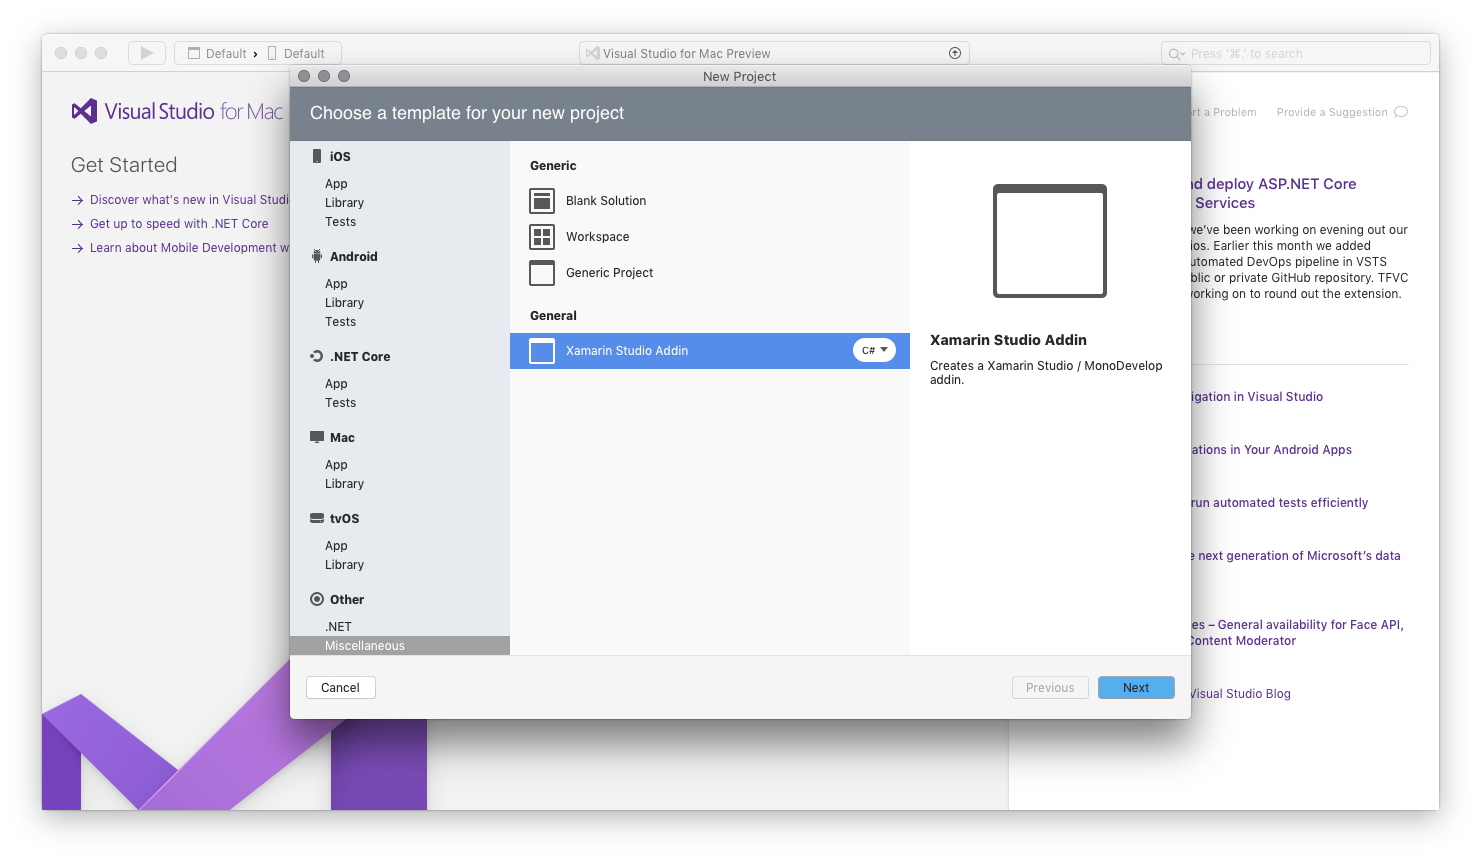 Default › Default
Visual Studio for Mac Preview
Press ‘⌘.’ to search
New Project
Choose a template for your new project
Visual Studio for Mac
Get Started
Discover what's new in Visual Studi
Get up to speed with .NET Core
Learn about Mobile Development w
iOS
App
Library
Tests
Android
App
Library
Tests
.NET Core
App
Tests
Mac
App
Library
tvOS
App
Library
Other
.NET
Miscellaneous
Generic
Blank Solution
Workspace
Generic Project
General
Xamarin Studio Addin
C#
Xamarin Studio Addin
Creates a Xamarin Studio / MonoDevelop
addin.
Cancel
Previous
Next
rt a Problem
Provide a Suggestion
nd deploy ASP.NET Core
Services
we’ve been working on evening out our
ios. Earlier this month we added
utomated DevOps pipeline in VSTS
blic or private GitHub repository. TFVC
vorking on to round out the extension.
igation in Visual Studio
ations in Your Android Apps
run automated tests efficiently
e next generation of Microsoft’s data
es – General availability for Face API,
Content Moderator
Visual Studio Blog